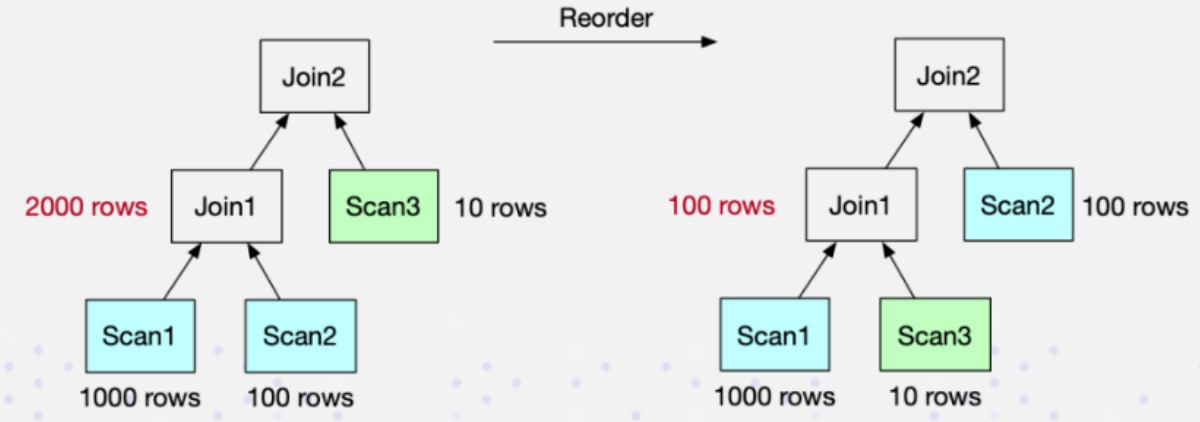 Reorder
Join2
Join2
2000 rows
Join1
Scan3
10 rows
100 rows
Join1
Scan2
100 rows
Scan1
Scan2
Scan1
Scan3
1000 rows
100 rows
1000 rows
10 rows